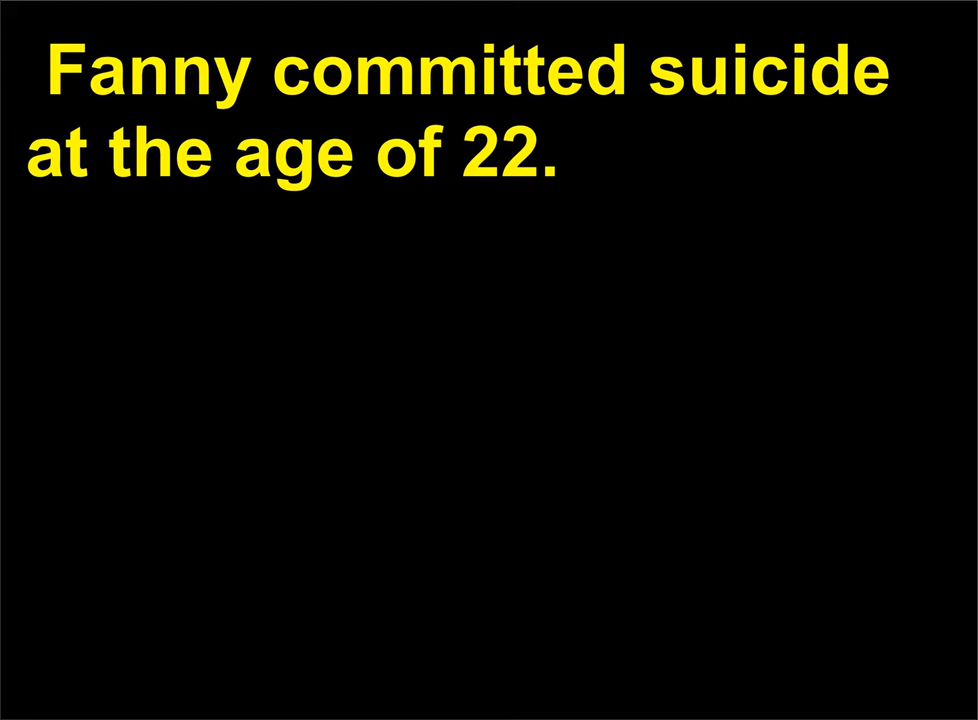 Fanny committed suicide
at the age of 22.